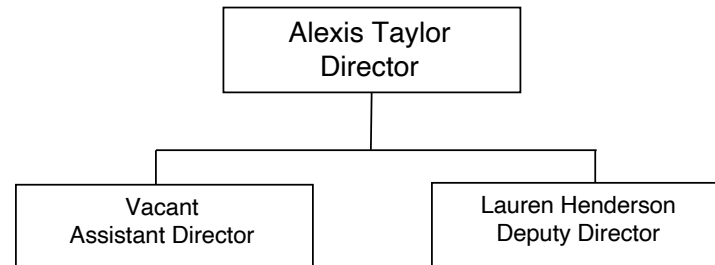 Alexis Taylor
Director
Vacant
Assistant Director
Lauren Henderson
Deputy Director